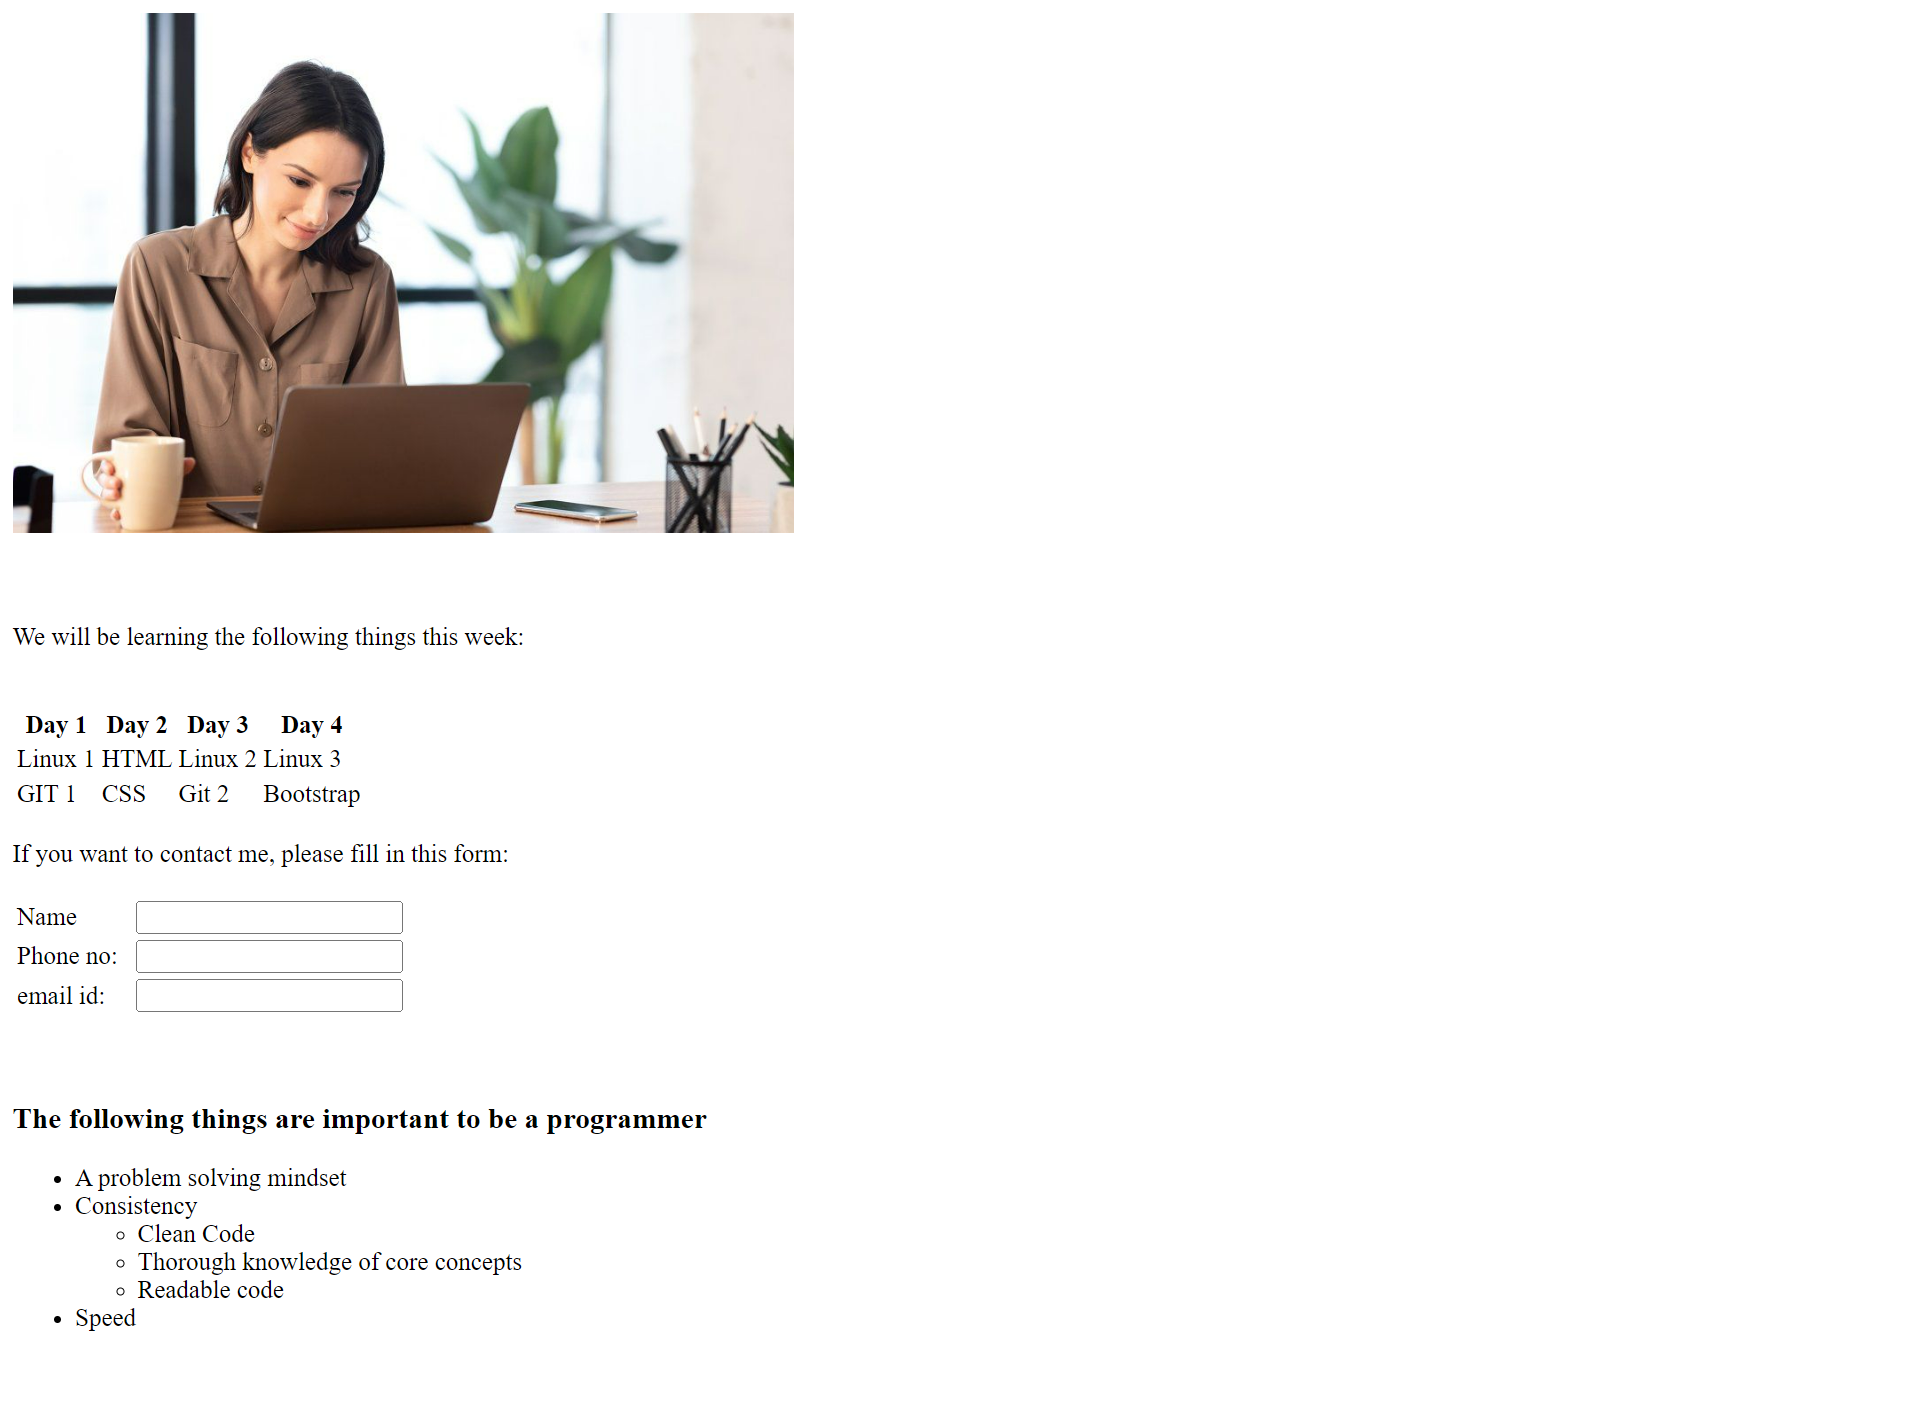 We will be learning the following things this week:
Day 1 Day 2 Day 3 Day 4
Linux 1 HTML Linux 2 Linux 3
GIT 1 CSS Git 2 Bootstrap
If you want to contact me, please fill in this form:
Name
Phone no:
email id:
The following things are important to be a programmer
A problem solving mindset
Consistency
Clean Code
Thorough knowledge of core concepts
Readable code
Speed